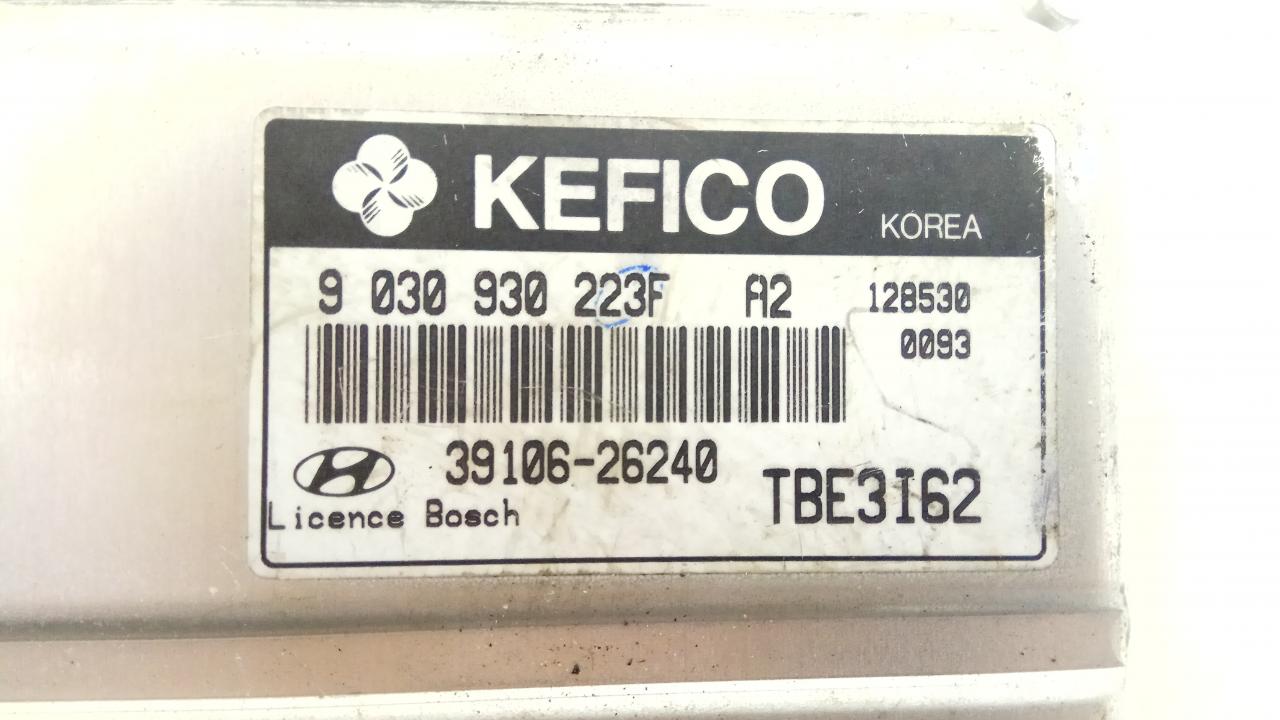 KEFICO KOREA
9 030 930 223F A2 128530
0093
39106-26240
TBE3I62
Licence Bosch